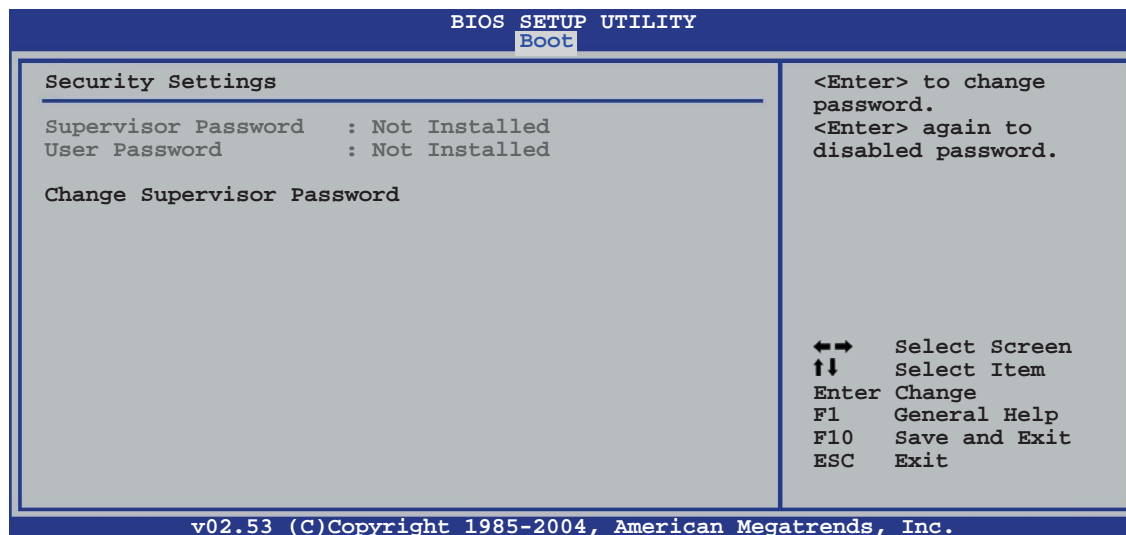 BIOS SETUP UTILITY
Boot
Security Settings
Supervisor Password : Not Installed
User Password : Not Installed
Change Supervisor Password
<Enter> to change
password.
<Enter> again to
disabled password.
←→ Select Screen
↑↓ Select Item
Enter Change
F1 General Help
F10 Save and Exit
ESC Exit
v02.53 (C)Copyright 1985-2004, American Megatrends, Inc.